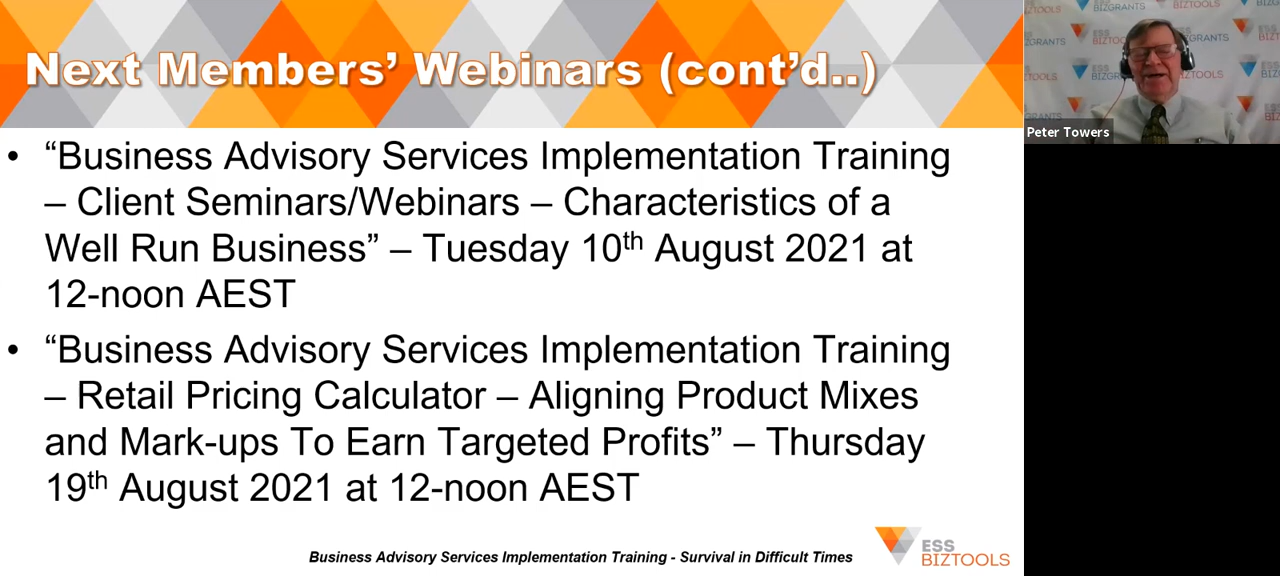 Next Members’ Webinars (cont’d..)
• “Business Advisory Services Implementation Training
– Client Seminars/Webinars – Characteristics of a
Well Run Business” – Tuesday 10th August 2021 at
12-noon AEST
• “Business Advisory Services Implementation Training
– Retail Pricing Calculator – Aligning Product Mixes
and Mark-ups To Earn Targeted Profits” – Thursday
19th August 2021 at 12-noon AEST
Business Advisory Services Implementation Training - Survival in Difficult Times
ESS
BIZTOOLS
Peter Towers